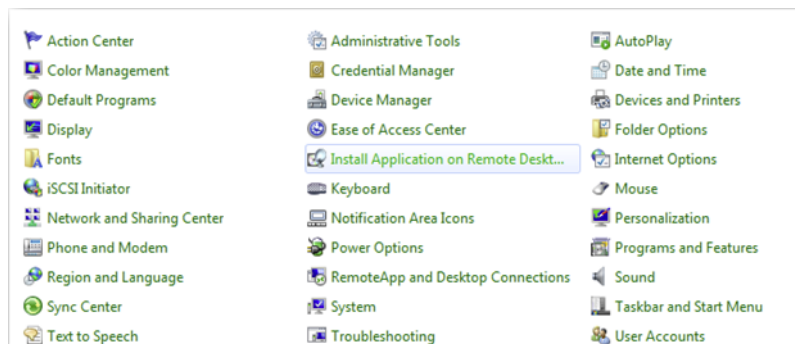 Action Center
Administrative Tools
AutoPlay
Color Management
Credential Manager
Date and Time
Default Programs
Device Manager
Devices and Printers
Display
Ease of Access Center
Folder Options
Fonts
Install Application on Remote Deskt...
Internet Options
iSCSI Initiator
Keyboard
Mouse
Network and Sharing Center
Notification Area Icons
Personalization
Phone and Modem
Power Options
Programs and Features
Region and Language
RemoteApp and Desktop Connections
Sound
Sync Center
System
Taskbar and Start Menu
Text to Speech
Troubleshooting
User Accounts